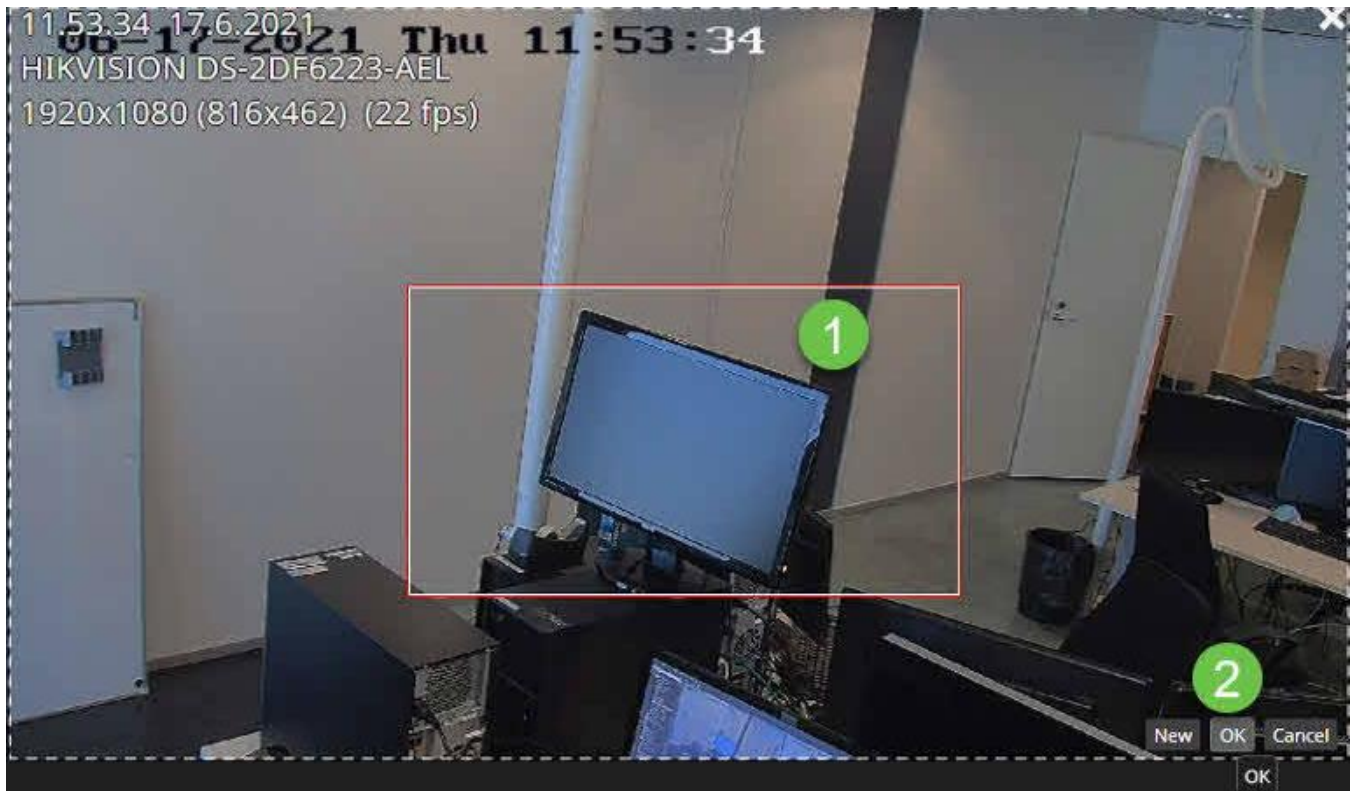 11.53.34 17.6.2021
06-17-2021 Thu 11:53:34
HIKVISION DS-2DF6223-AEL
1920x1080 (816x462) (22 fps)
1
2
New OK Cancel
OK